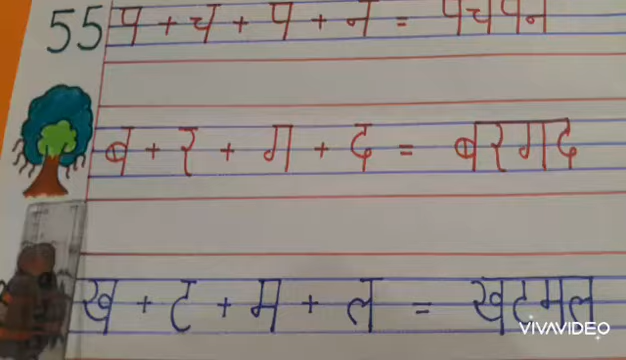 55 प + च + प + न = पचपन
ब + र + ग + द = बरगद
ख + ट + म + ल = खटमल
VIVAVIDEO